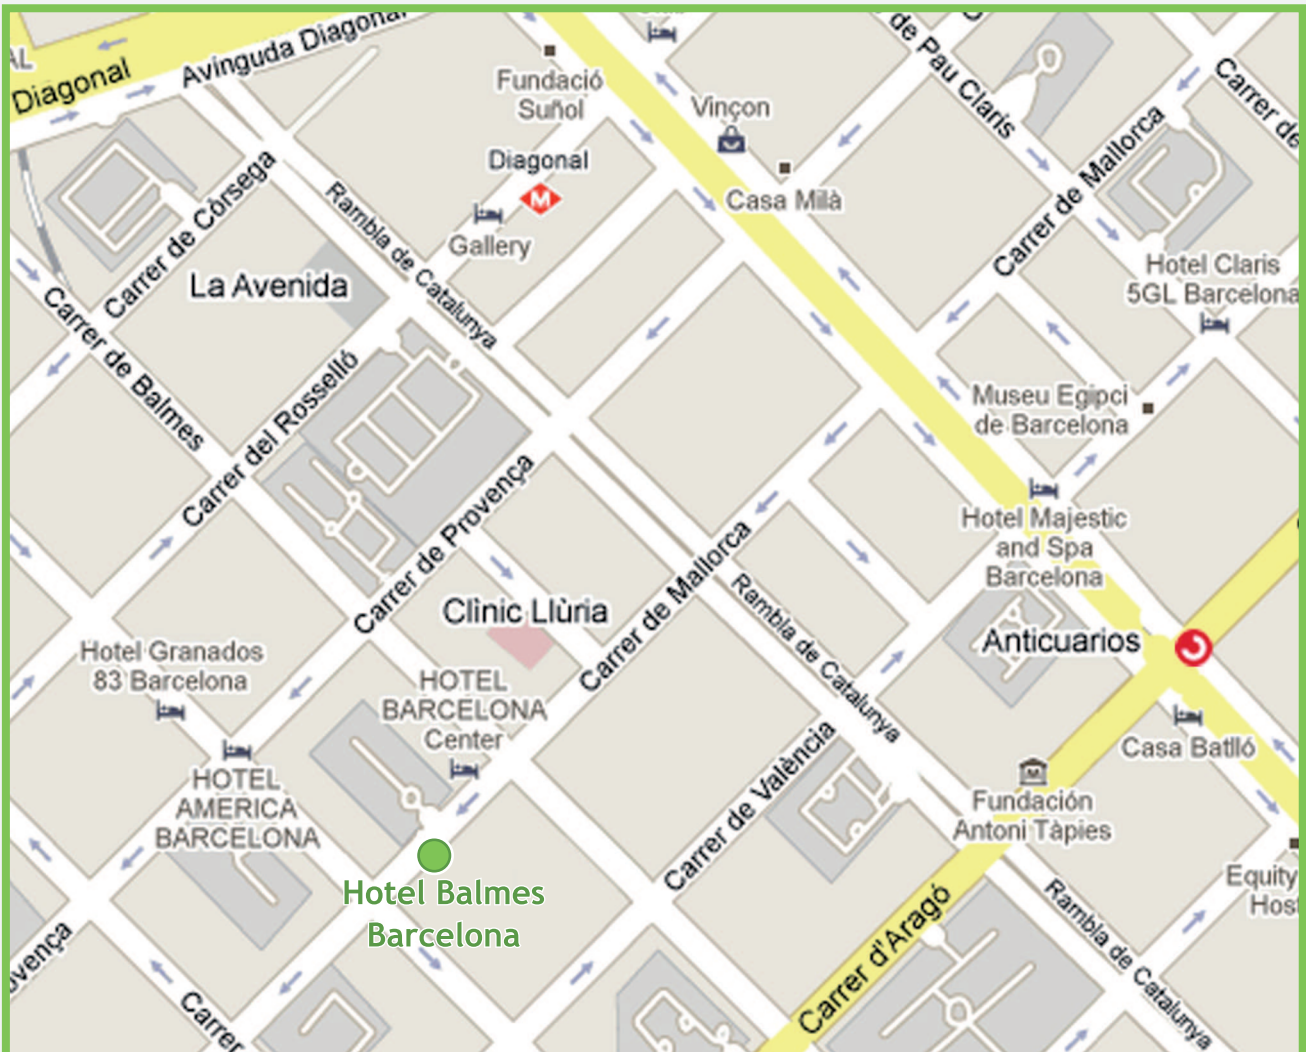 AL
Diagonal
Avinguda Diagonal
Fundació
Suñol
Vinçon
Casa Milà
de Pau Claris
Carrer de
Carrer de Mallorca
Diagonal
M
Gallery
Rambla de Catalunya
Carrer de Còrsega
La Avenida
Hotel Claris
5GL Barcelona
Carrer de Balmes
Carrer del Rosselló
Museu Egipci
de Barcelona
Carrer de Provença
Hotel Majestic
and Spa
Barcelona
Clìnic Llùria
Carrer de Mallorca
Rambla de Catalunya
Anticuarios
Hotel Granados
83 Barcelona
HOTEL
BARCELONA
Center
Casa Batlló
HOTEL
AMERICA
BARCELONA
Carrer de València
M
Fundación
Antoni Tàpies
Hotel Balmes
Barcelona
Equity
Host
Carrer d'Aragó
Rambla de Catalunya
ovença
Carrer